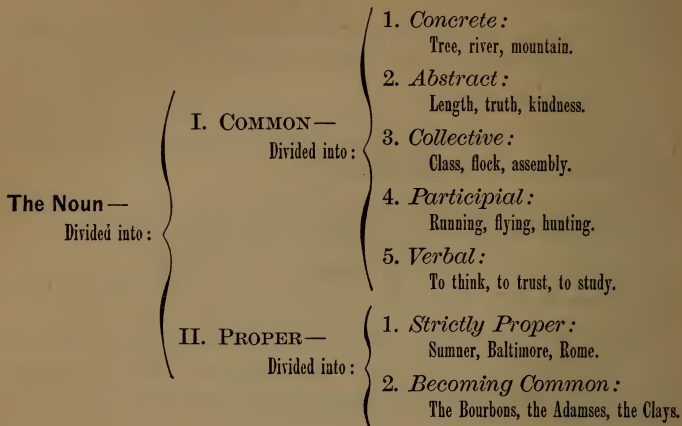 1. Concrete:
Tree, river, mountain.
2. Abstract:
Length, truth, kindness.
I. COMMON—
Divided into:
3. Collective:
Class, flock, assembly.
4. Participial:
Running, flying, hunting.
The Noun—
Divided into:
5. Verbal:
To think, to trust, to study.
II. PROPER—
Divided into:
1. Strictly Proper:
Sumner, Baltimore, Rome.
2. Becoming Common:
The Bourbons, the Adamses, the Clays.